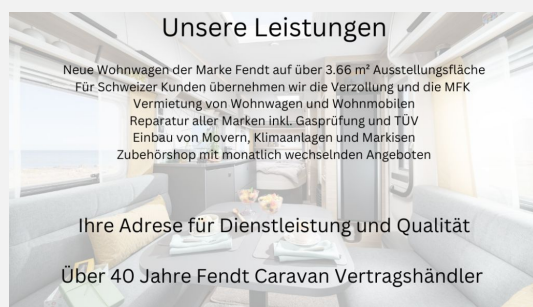 Unsere Leistungen
Neue Wohnwagen der Marke Fendt auf über 3.66 m² Ausstellungsfläche
Für Schweizer Kunden übernehmen wir die Verzollung und die MFK
Vermietung von Wohnwagen und Wohnmobilen
Reparatur aller Marken inkl. Gasprüfung und TÜV
Einbau von Movern, Klimaanlagen und Markisen
Zubehörshop mit monatlich wechselnden Angeboten
Ihre Adrese für Dienstleistung und Qualität
Über 40 Jahre Fendt Caravan Vertragshändler